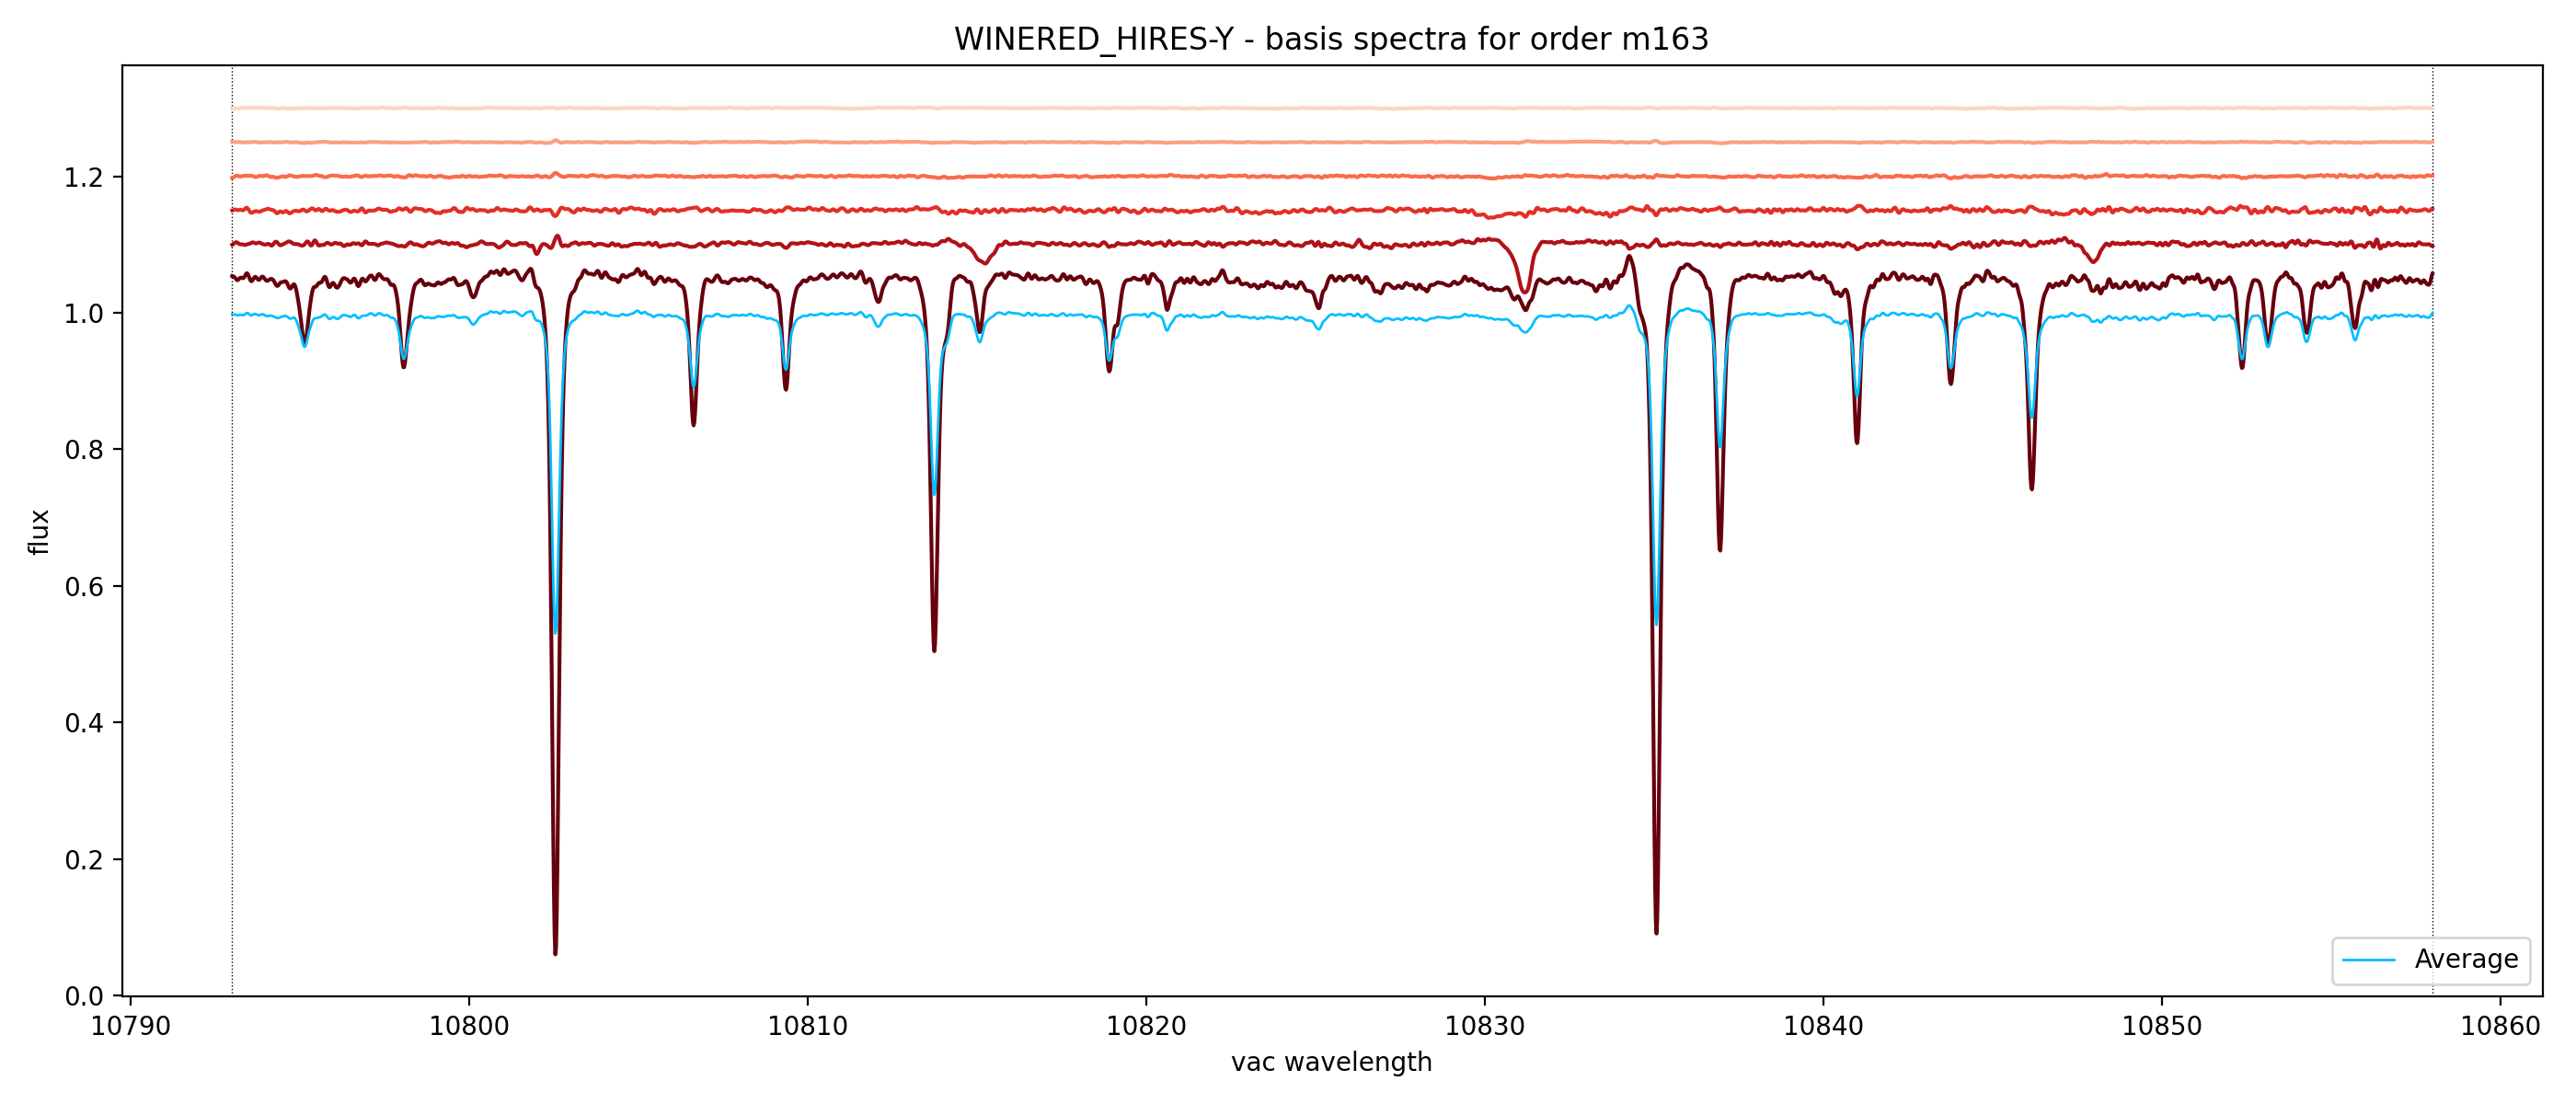 WINERED_HIRES-Y - basis spectra for order m163
1.2
1.0
0.8
0.6
0.4
0.2
0.0
flux
Average
10790 10800 10810 10820 10830 10840 10850 10860
vac wavelength